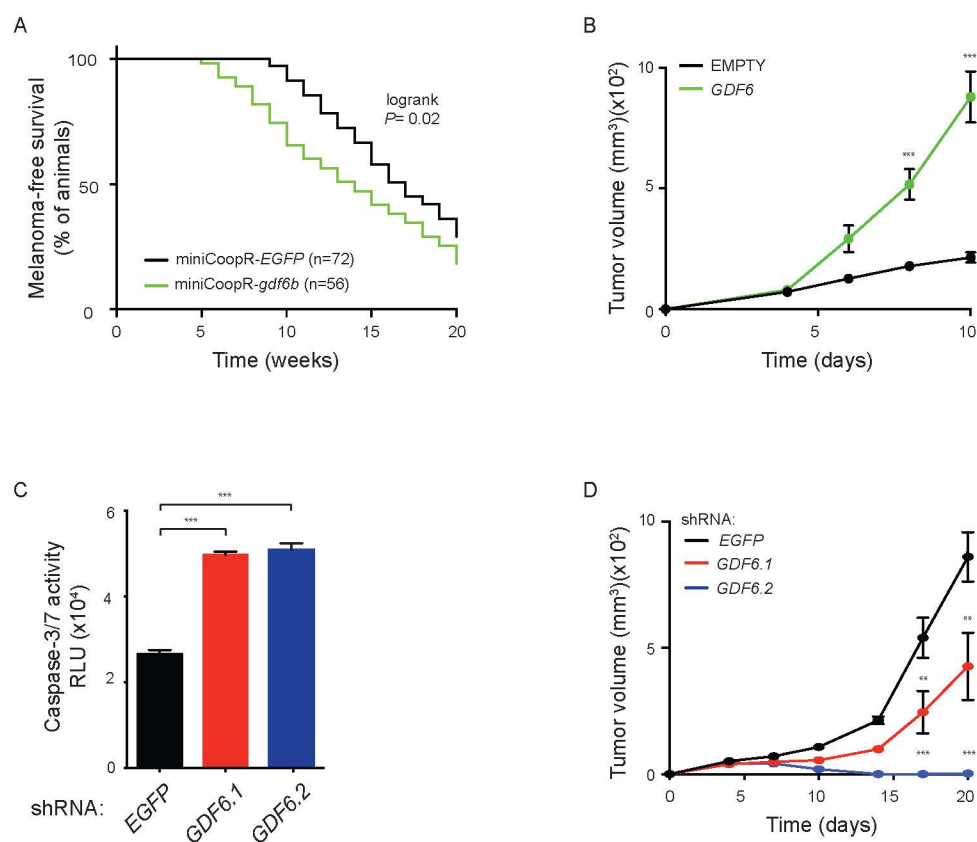 A
Melanoma-free survival
(% of animals)
100
50
0
logrank
P= 0.02
miniCoopR-EGFP (n=72)
miniCoopR-gdf6b (n=56)
0 5 10 15 20
Time (weeks)
B
Tumor volume (mm³)(x10²)
10
5
0
EMPTY
GDF6
***
***
5 10
0
Time (days)
C
Caspase-3/7 activity
RLU (x10⁴)
6
4
2
0
***
***
shRNA:
EGFP
GDF6.1
GDF6.2
D
Tumor volume (mm³)(x10²)
10
5
0
shRNA:
EGFP
GDF6.1
GDF6.2
**
**
*** ***
0 5 10 15 20
Time (days)